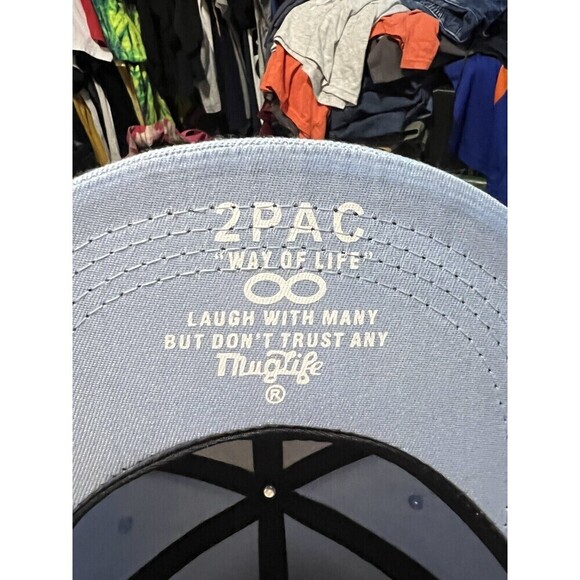 2PAC
"WAY OF LIFE"
LAUGH WITH MANY
BUT DON'T TRUST ANY
ThugLife
®